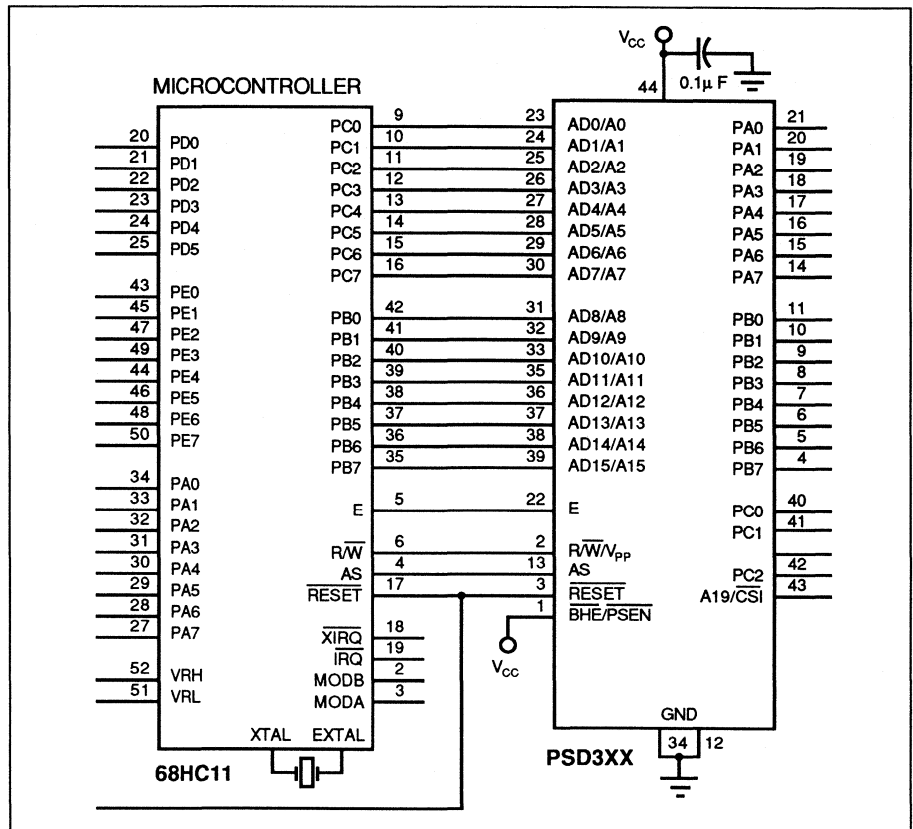 MICROCONTROLLER
68HC11
20 PD0
21 PD1
22 PD2
23 PD3
24 PD4
25 PD5
43 PE0
45 PE1
47 PE2
49 PE3
44 PE4
46 PE5
48 PE6
50 PE7
34 PA0
33 PA1
32 PA2
31 PA3
30 PA4
29 PA5
28 PA6
27 PA7
52 VRH
51 VRL
PC0 9
PC1 10
PC2 11
PC3 12
PC4 13
PC5 14
PC6 15
PC7 16
PB0 42
PB1 41
PB2 40
PB3 39
PB4 38
PB5 37
PB6 36
PB7 35
E 5
R/W̅ 6
AS 4
R̅E̅S̅E̅T̅ 17
X̅I̅R̅Q̅ 18
I̅R̅Q̅ 19
MODB 2
MODA 3
XTAL EXTAL
VCC
0.1µ F
44
23 AD0/A0
24 AD1/A1
25 AD2/A2
26 AD3/A3
27 AD4/A4
28 AD5/A5
29 AD6/A6
30 AD7/A7
31 AD8/A8
32 AD9/A9
33 AD10/A10
35 AD11/A11
36 AD12/A12
37 AD13/A13
38 AD14/A14
39 AD15/A15
22 E
2 R/W̅/VPP
13 AS
3 R̅E̅S̅E̅T̅
1 B̅H̅E̅/P̅S̅E̅N̅
VCC
PA0 21
PA1 20
PA2 19
PA3 18
PA4 17
PA5 16
PA6 15
PA7 14
PB0 11
PB1 10
PB2 9
PB3 8
PB4 7
PB5 6
PB6 5
PB7 4
PC0 40
PC1 41
PC2 42
A19/C̅S̅I̅ 43
GND
34 12
PSD3XX